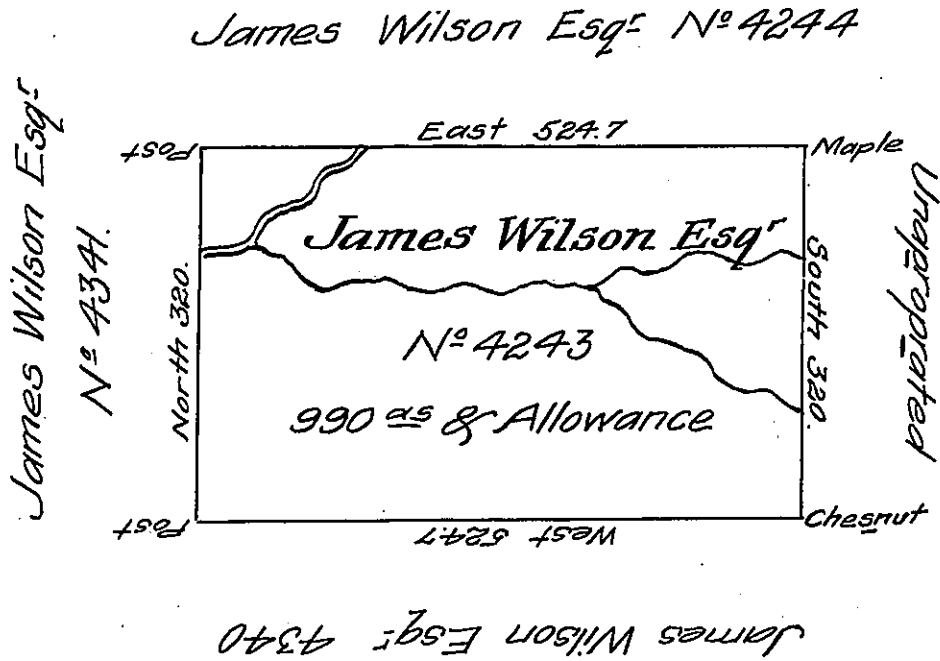 James Wilson Esqr No 4244
East 524.7
Post
Maple
James Wilson Esqr
No 4341.
North 320.
James Wilson Esqr
No 4243
990 as & Allowance
South 320.
Unaproprated
Post
Chesnut
West 524.7
James Wilson Esqr 4340